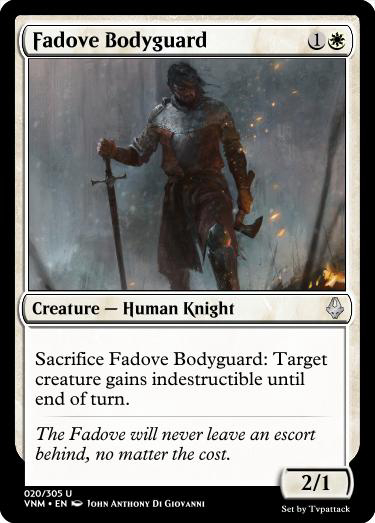 Fadove Bodyguard 1
Creature — Human Knight
Sacrifice Fadove Bodyguard: Target
creature gains indestructible until
end of turn.
The Fadove will never leave an escort
behind, no matter the cost.
2/1
020/305 U
VNM • EN John Anthony Di Giovanni
Set by Tvpattack